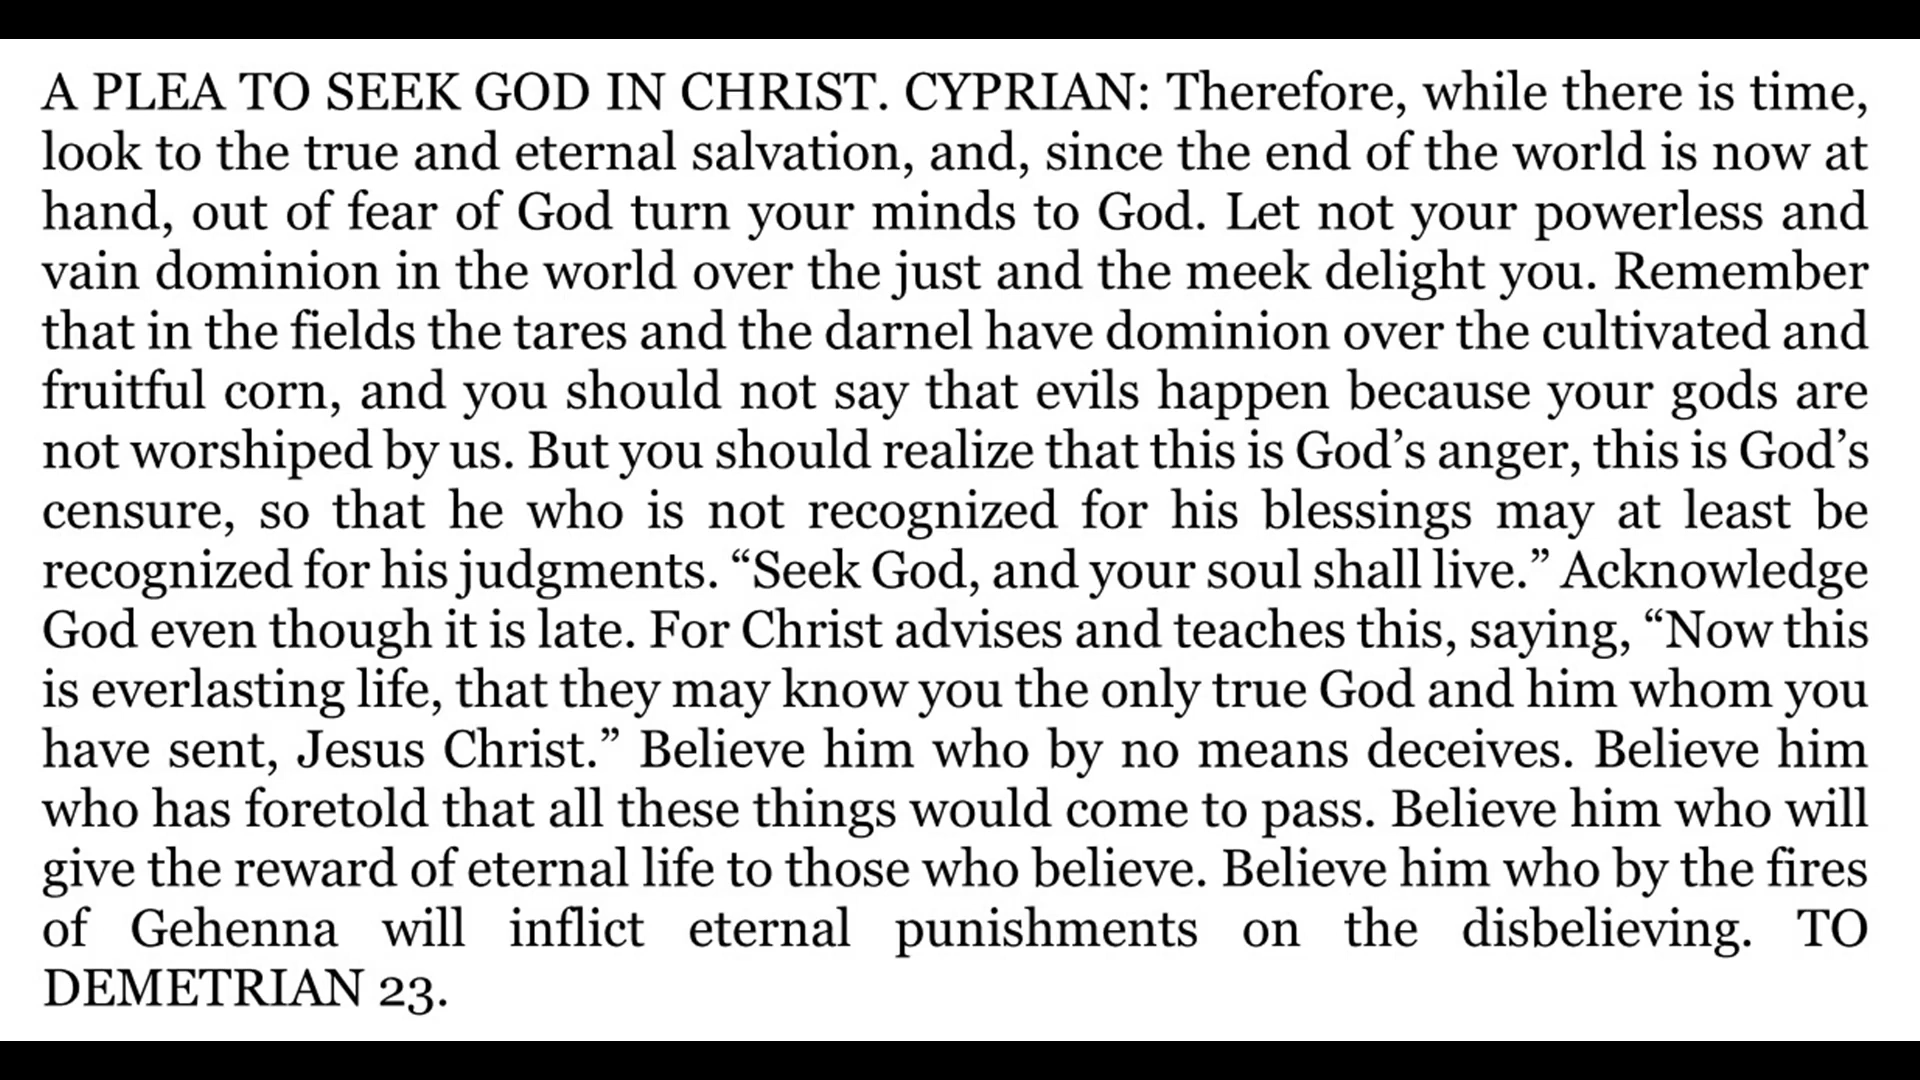 A PLEA TO SEEK GOD IN CHRIST. CYPRIAN: Therefore, while there is time,
look to the true and eternal salvation, and, since the end of the world is now at
hand, out of fear of God turn your minds to God. Let not your powerless and
vain dominion in the world over the just and the meek delight you. Remember
that in the fields the tares and the darnel have dominion over the cultivated and
fruitful corn, and you should not say that evils happen because your gods are
not worshiped by us. But you should realize that this is God’s anger, this is God’s
censure, so that he who is not recognized for his blessings may at least be
recognized for his judgments. “Seek God, and your soul shall live.” Acknowledge
God even though it is late. For Christ advises and teaches this, saying, “Now this
is everlasting life, that they may know you the only true God and him whom you
have sent, Jesus Christ.” Believe him who by no means deceives. Believe him
who has foretold that all these things would come to pass. Believe him who will
give the reward of eternal life to those who believe. Believe him who by the fires
of Gehenna will inflict eternal punishments on the disbelieving. TO
DEMETRIAN 23.